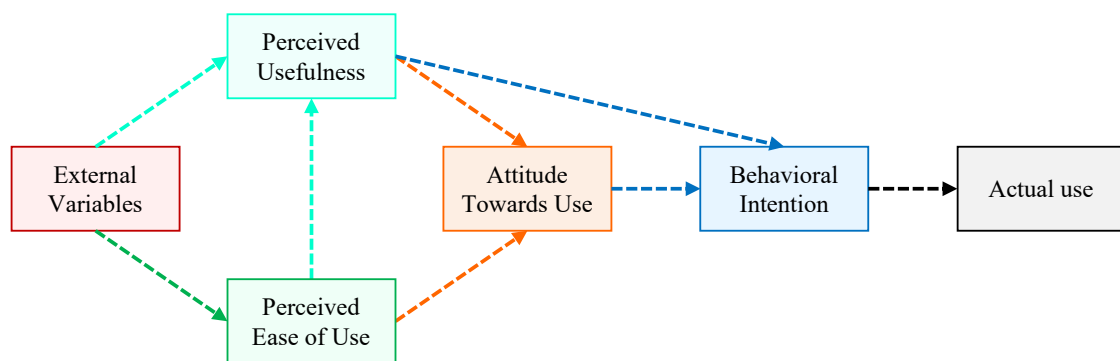 Perceived
Usefulness
External
Variables
Attitude
Towards Use
Behavioral
Intention
Actual use
Perceived
Ease of Use